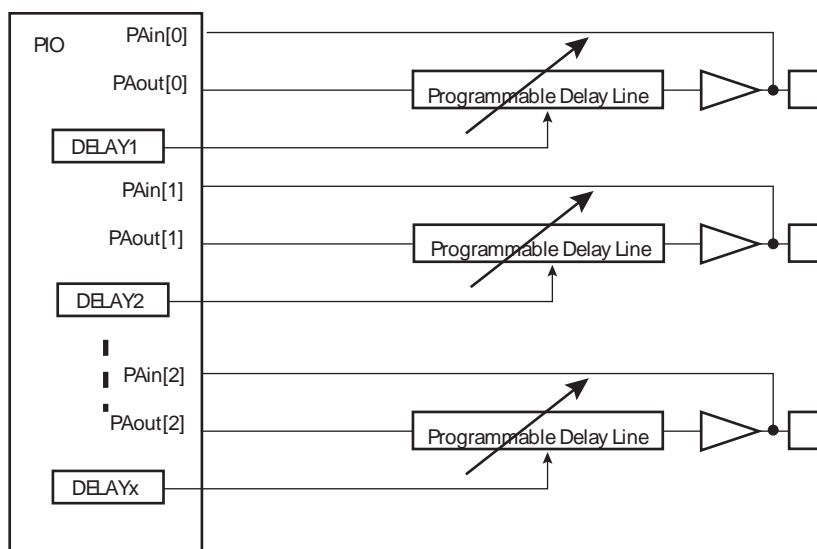 PIO
PAin[0]
PAout[0]
Programmable Delay Line
DELAY1
PAin[1]
PAout[1]
Programmable Delay Line
DELAY2
PAin[2]
PAout[2]
Programmable Delay Line
DELAYx